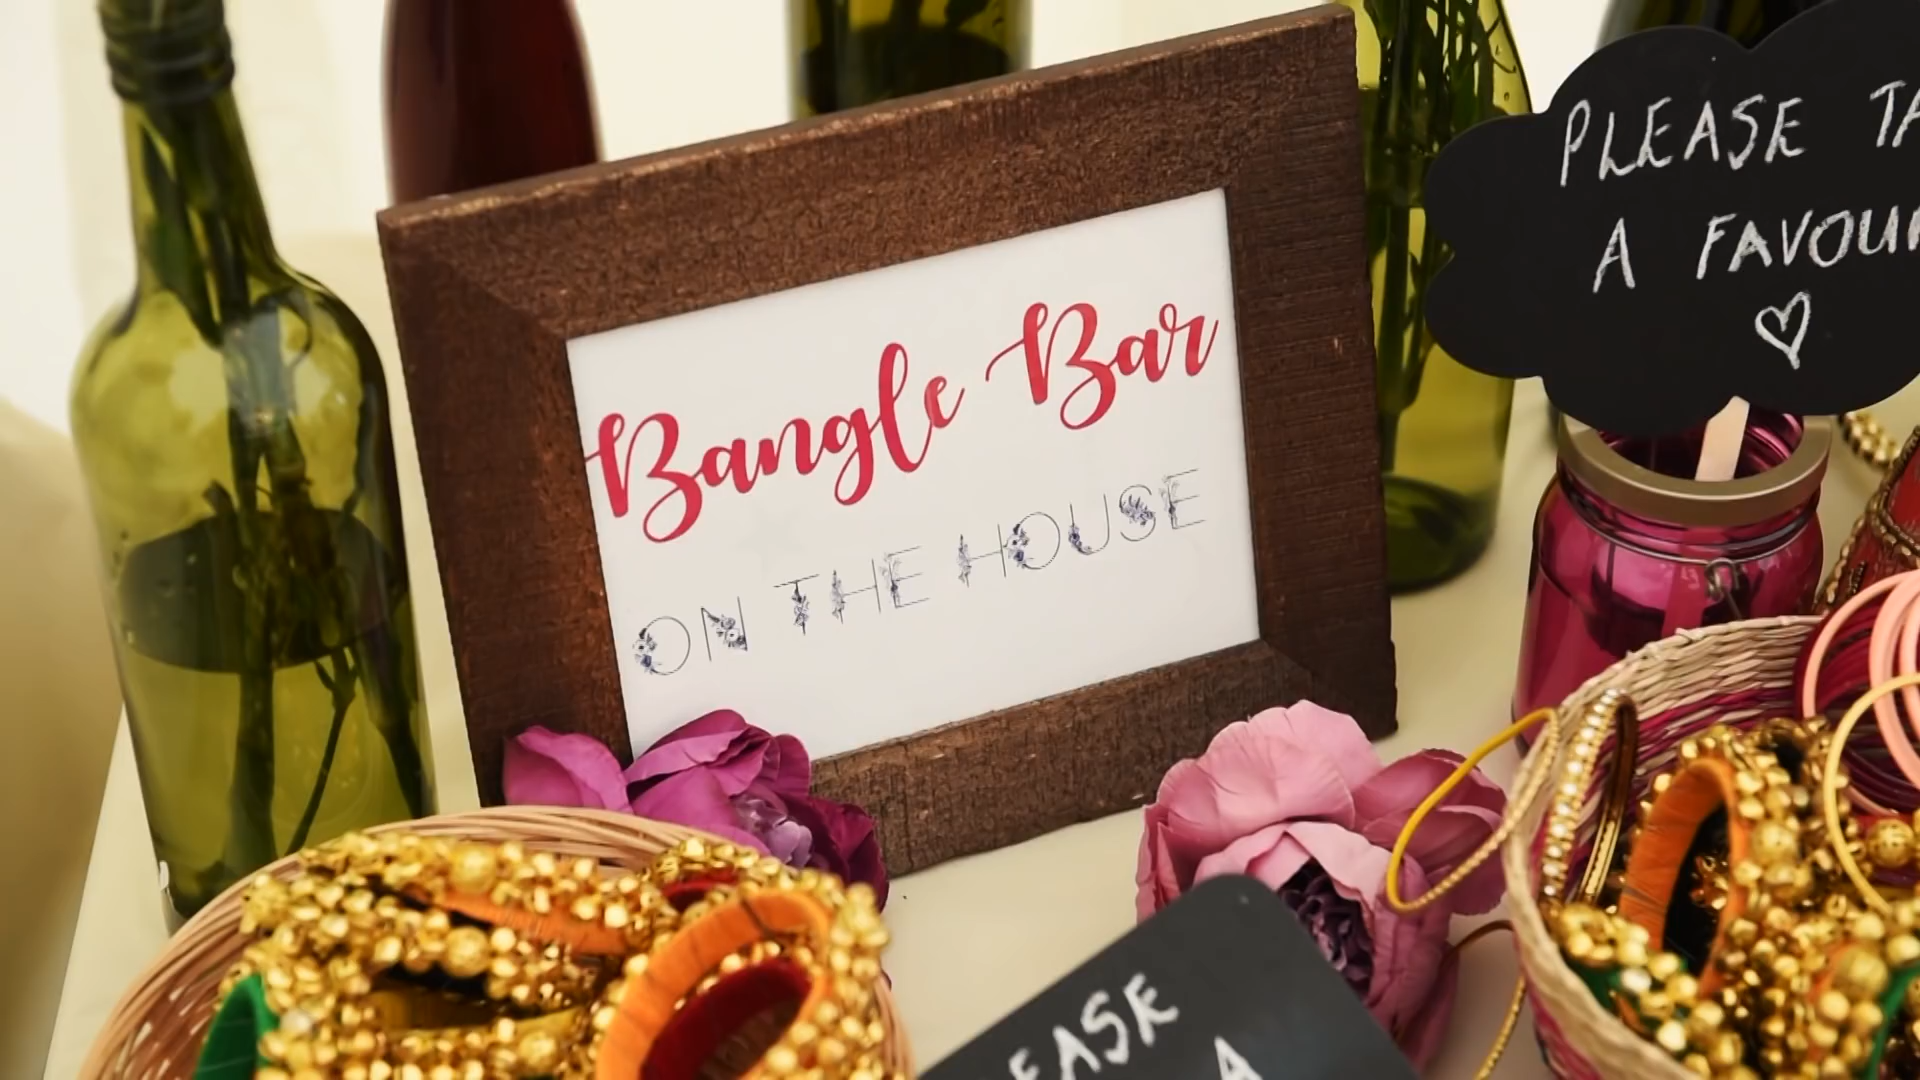 Bangle Bar
ON THE HOUSE
PLEASE TA
A FAVOUR
EASE
A